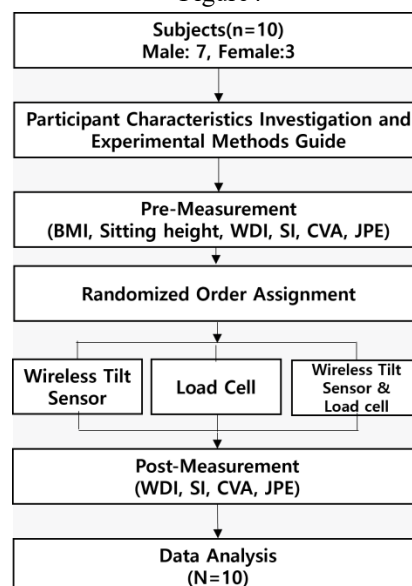 Subjects(n=10)
Male: 7, Female:3
Participant Characteristics Investigation and
Experimental Methods Guide
Pre-Measurement
(BMI, Sitting height, WDI, SI, CVA, JPE)
Randomized Order Assignment
Wireless Tilt
Sensor
Load Cell
Wireless Tilt
Sensor &
Load cell
Post-Measurement
(WDI, SI, CVA, JPE)
Data Analysis
(N=10)